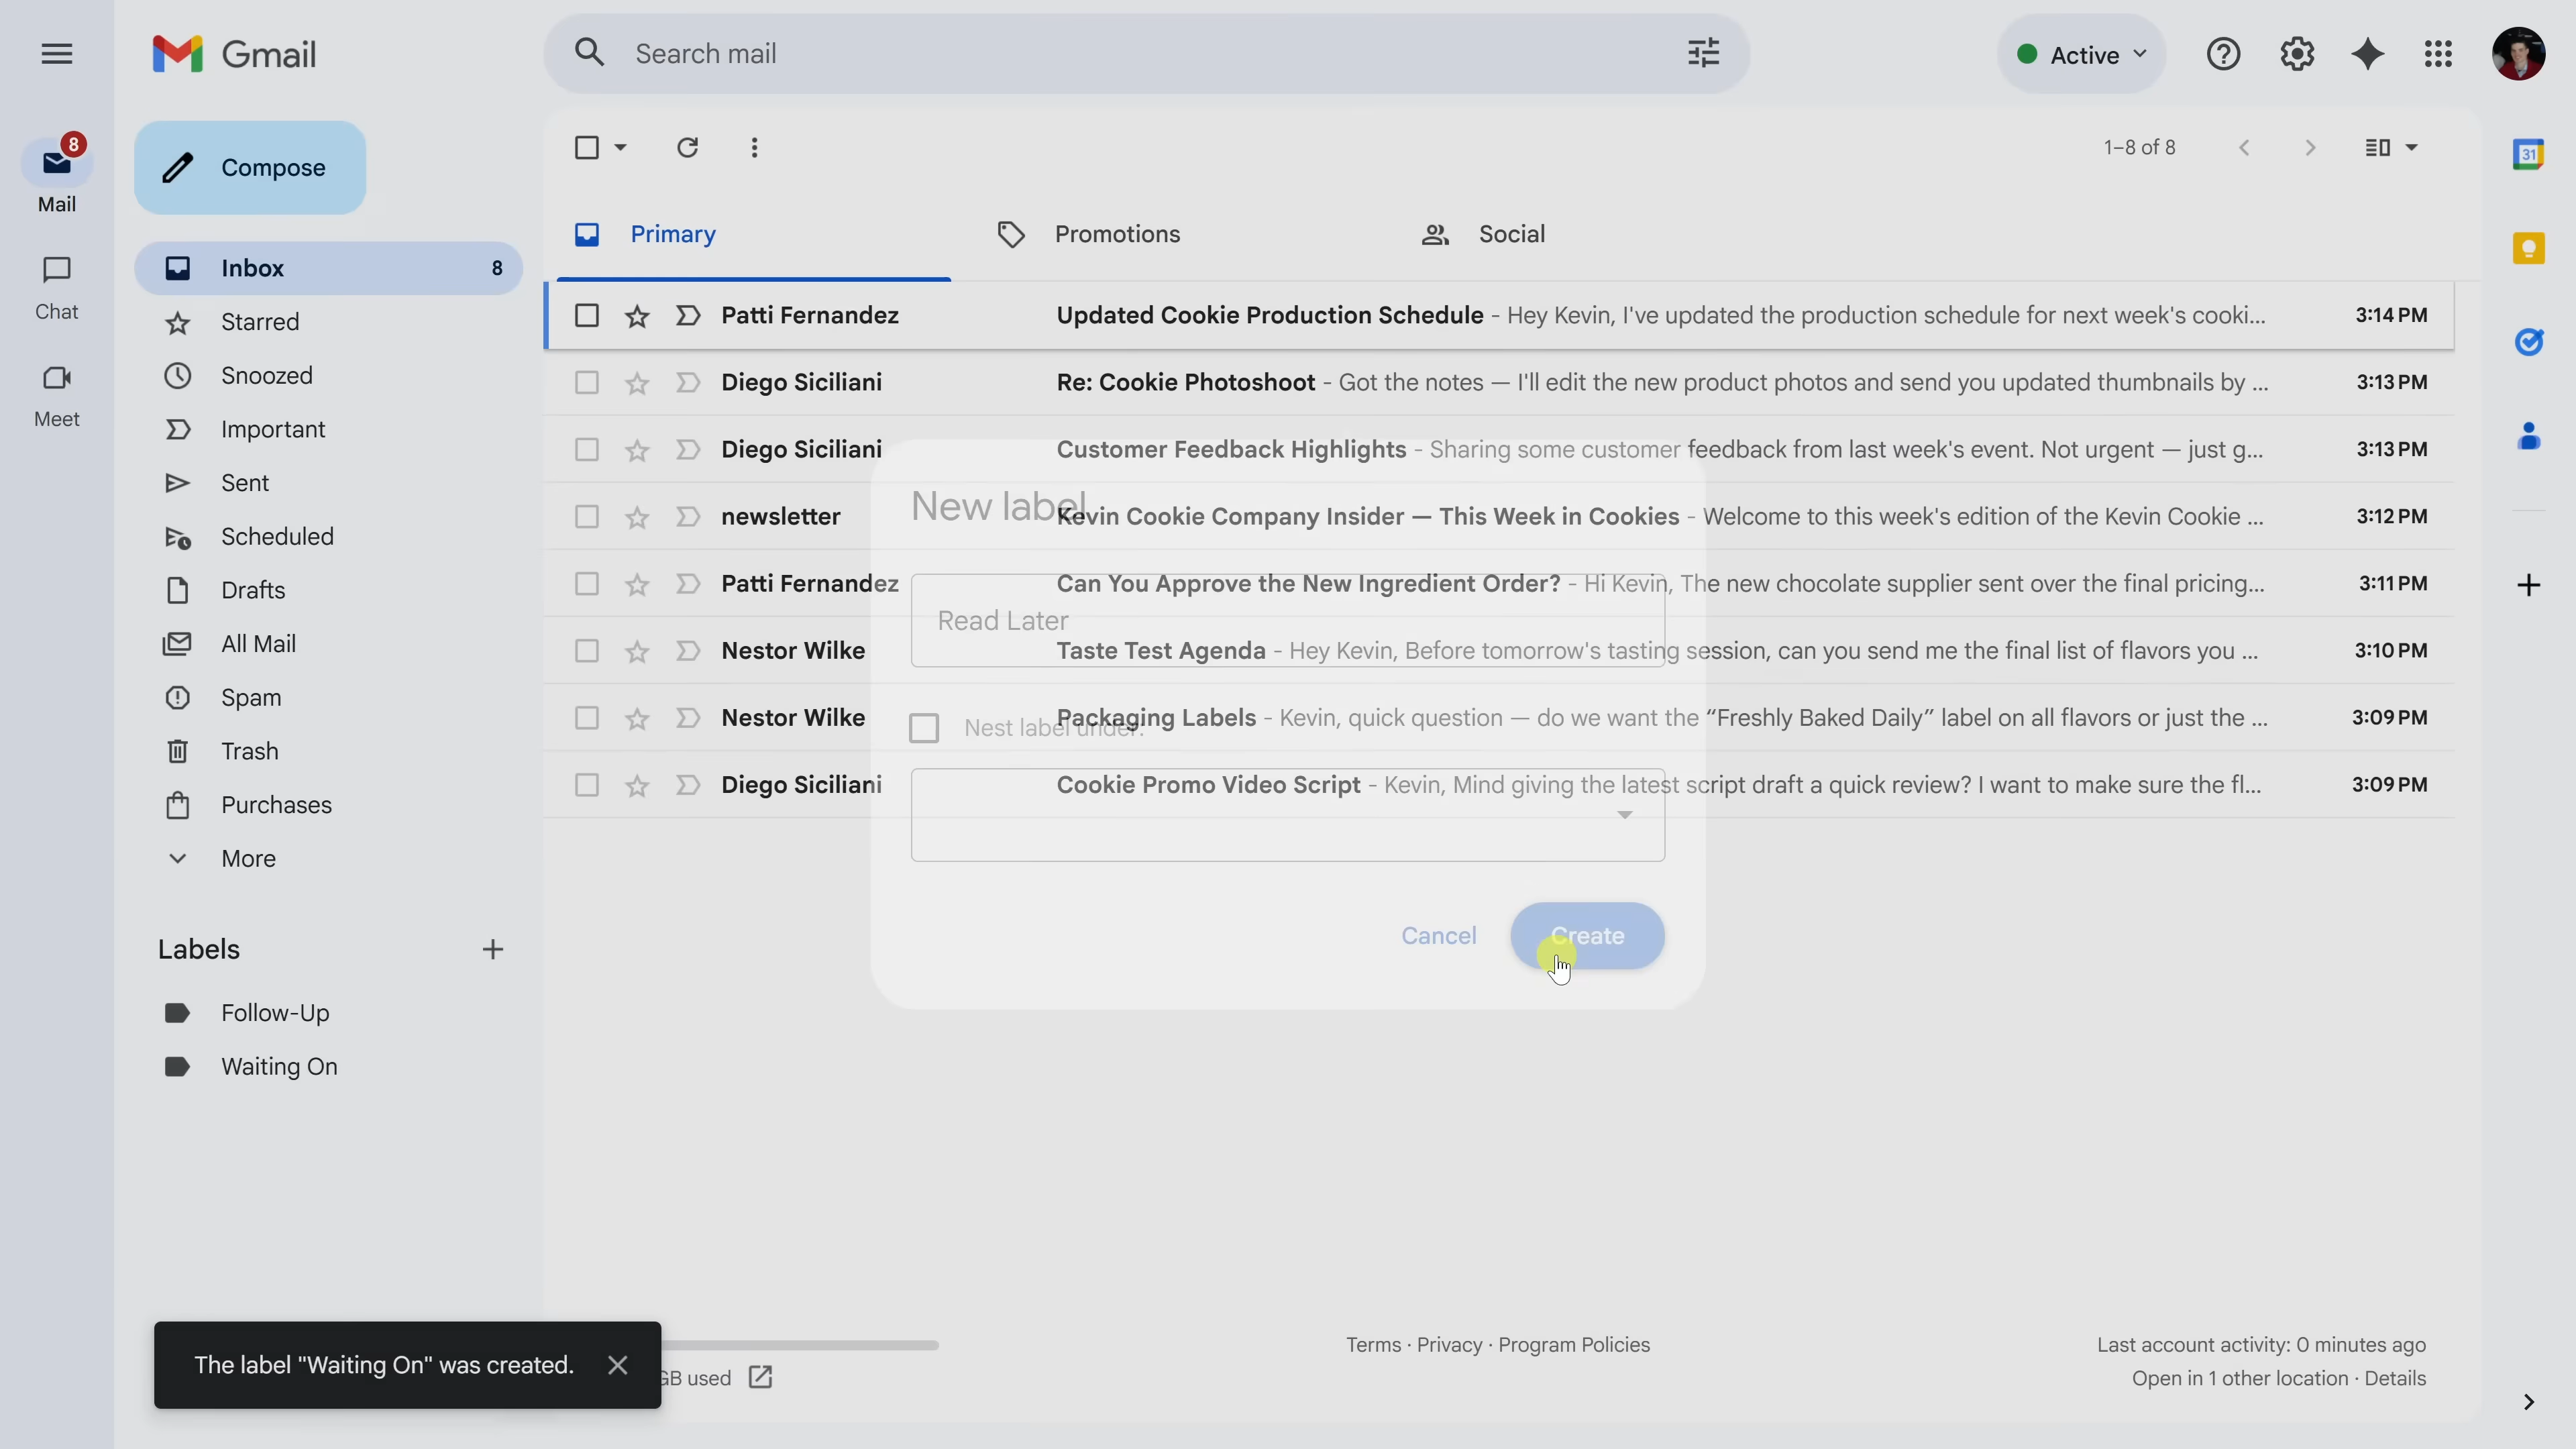 Gmail
Search mail
Active
8
Mail
Chat
Meet
Compose
Inbox 8
Starred
Snoozed
Important
Sent
Scheduled
Drafts
All Mail
Spam
Trash
Purchases
More
Labels
Follow-Up
Waiting On
1–8 of 8
31
Primary Promotions Social
Patti Fernandez Updated Cookie Production Schedule - Hey Kevin, I've updated the production schedule for next week's cooki... 3:14 PM
Diego Siciliani Re: Cookie Photoshoot - Got the notes — I'll edit the new product photos and send you updated thumbnails by ... 3:13 PM
Diego Siciliani Customer Feedback Highlights - Sharing some customer feedback from last week's event. Not urgent — just g... 3:13 PM
newsletter Kevin Cookie Company Insider — This Week in Cookies - Welcome to this week's edition of the Kevin Cookie ... 3:12 PM
Patti Fernandez Can You Approve the New Ingredient Order? - Hi Kevin, The new chocolate supplier sent over the final pricing... 3:11 PM
Nestor Wilke Taste Test Agenda - Hey Kevin, Before tomorrow's tasting session, can you send me the final list of flavors you ... 3:10 PM
Nestor Wilke Packaging Labels - Kevin, quick question — do we want the “Freshly Baked Daily” label on all flavors or just the ... 3:09 PM
Diego Siciliani Cookie Promo Video Script - Kevin, Mind giving the latest script draft a quick review? I want to make sure the fl... 3:09 PM
New label
Read Later
Nest label under:
Cancel Create
The label "Waiting On" was created.
GB used
Terms · Privacy · Program Policies
Last account activity: 0 minutes ago
Open in 1 other location · Details